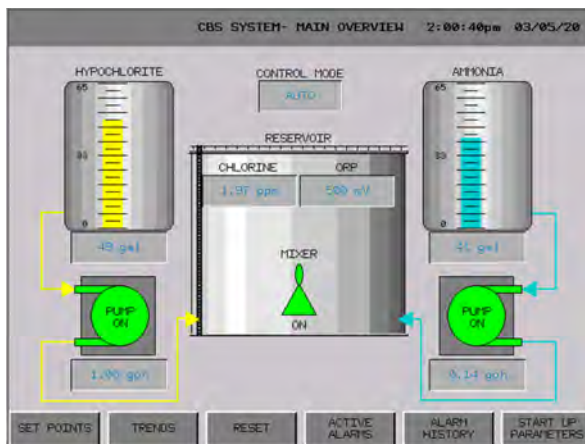 CBS SYSTEM- MAIN OVERVIEW 2:00:40pm 03/05/20
HYPOCHLORITE
CONTROL MODE
AMMONIA
AUTO
65
65
RESERVOIR
33
33
CHLORINE
ORP
1.97 ppm
500 mV
0
0
49 gal
MIXER
PUMP
ON
ON
PUMP
ON
1.00 gph
0.14 gph
SET POINTS
TRENDS
RESET
ACTIVE
ALARMS
ALARM
HISTORY
START UP
PARAMETERS